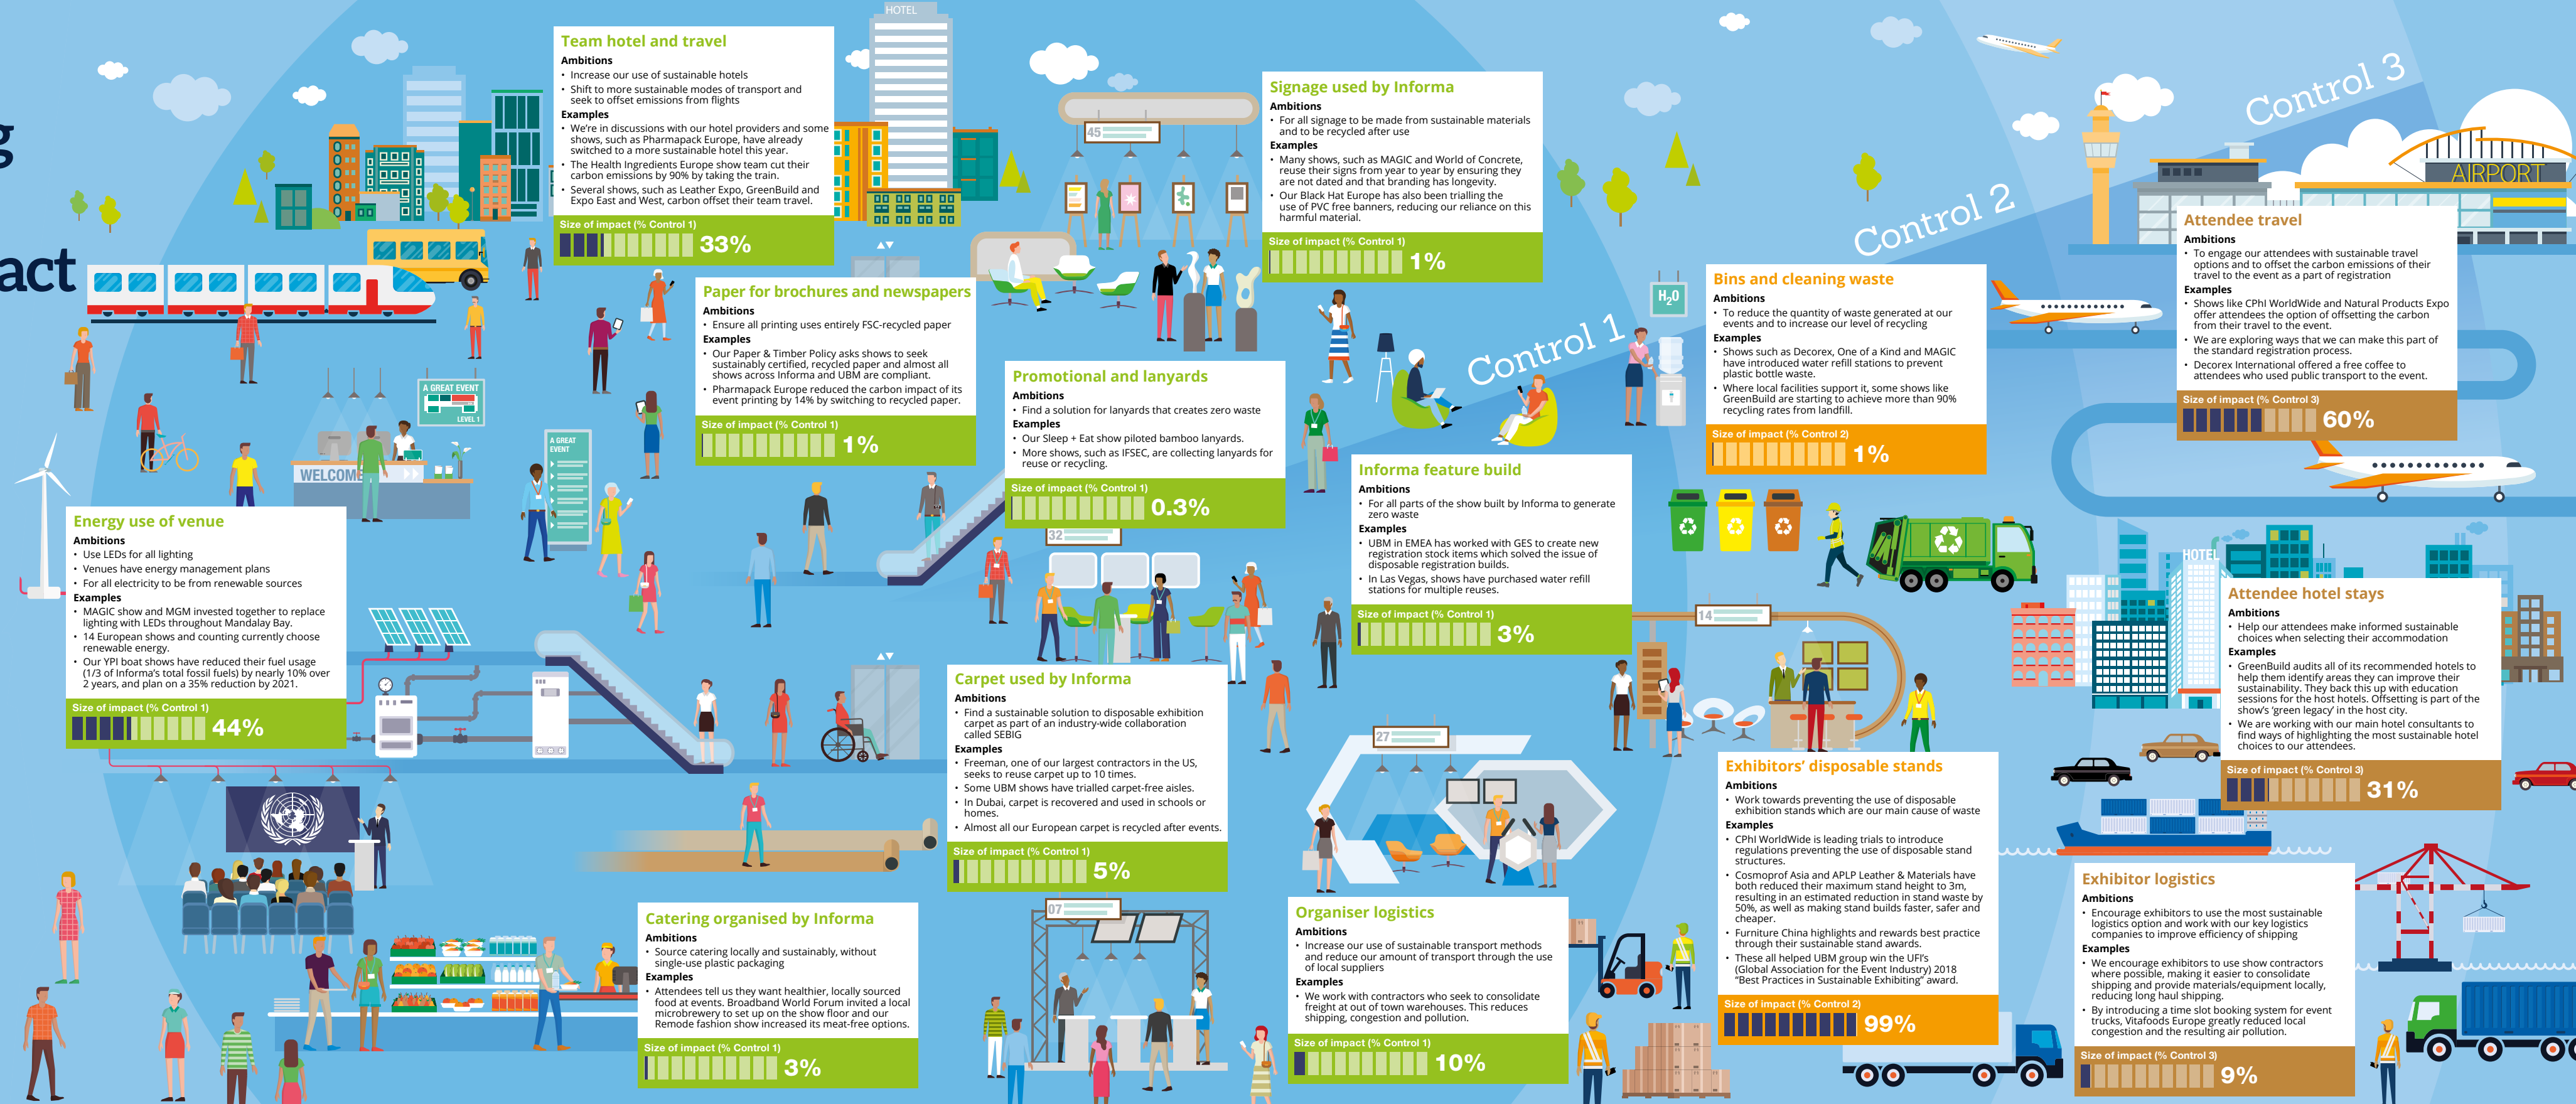 g
act
HOTEL
Team hotel and travel
Ambitions
• Increase our use of sustainable hotels
• Shift to more sustainable modes of transport and
seek to offset emissions from flights
Examples
• We're in discussions with our hotel providers and some
shows, such as Pharmapack Europe, have already
switched to a more sustainable hotel this year.
• The Health Ingredients Europe show team cut their
carbon emissions by 90% by taking the train.
• Several shows, such as Leather Expo, GreenBuild and
Expo East and West, carbon offset their team travel.
Size of impact (% Control 1)
33%
45
Signage used by Informa
Ambitions
• For all signage to be made from sustainable materials
and to be recycled after use
Examples
• Many shows, such as MAGIC and World of Concrete,
reuse their signs from year to year by ensuring they
are not dated and that branding has longevity.
• Our Black Hat Europe has also been trialling the
use of PVC free banners, reducing our reliance on this
harmful material.
Size of impact (% Control 1)
1%
Control 3
Control 2
Control 1
AIRPORT
Attendee travel
Ambitions
• To engage our attendees with sustainable travel
options and to offset the carbon emissions of their
travel to the event as a part of registration
Examples
• Shows like CPhI WorldWide and Natural Products Expo
offer attendees the option of offsetting the carbon
from their travel to the event.
• We are exploring ways that we can make this part of
the standard registration process.
• Decorex International offered a free coffee to
attendees who used public transport to the event.
Size of impact (% Control 3)
60%
Paper for brochures and newspapers
Ambitions
• Ensure all printing uses entirely FSC-recycled paper
Examples
• Our Paper & Timber Policy asks shows to seek
sustainably certified, recycled paper and almost all
shows across Informa and UBM are compliant.
• Pharmapack Europe reduced the carbon impact of its
event printing by 14% by switching to recycled paper.
Size of impact (% Control 1)
1%
H2O
Bins and cleaning waste
Ambitions
• To reduce the quantity of waste generated at our
events and to increase our level of recycling
Examples
• Shows such as Decorex, One of a Kind and MAGIC
have introduced water refill stations to prevent
plastic bottle waste.
• Where local facilities support it, some shows like
GreenBuild are starting to achieve more than 90%
recycling rates from landfill.
Size of impact (% Control 2)
1%
Promotional and lanyards
Ambitions
• Find a solution for lanyards that creates zero waste
Examples
• Our Sleep + Eat show piloted bamboo lanyards.
• More shows, such as IFSEC, are collecting lanyards for
reuse or recycling.
Size of impact (% Control 1)
0.3%
A GREAT EVENT
LEVEL 1
A GREAT
EVENT
WELCOME
32
Informa feature build
Ambitions
• For all parts of the show built by Informa to generate
zero waste
Examples
• UBM in EMEA has worked with GES to create new
registration stock items which solved the issue of
disposable registration builds.
• In Las Vegas, shows have purchased water refill
stations for multiple reuses.
Size of impact (% Control 1)
3%
Energy use of venue
Ambitions
• Use LEDs for all lighting
• Venues have energy management plans
• For all electricity to be from renewable sources
Examples
• MAGIC show and MGM invested together to replace
lighting with LEDs throughout Mandalay Bay.
• 14 European shows and counting currently choose
renewable energy.
• Our YPI boat shows have reduced their fuel usage
(1/3 of Informa's total fossil fuels) by nearly 10% over
2 years, and plan on a 35% reduction by 2021.
Size of impact (% Control 1)
44%
HOTEL
Attendee hotel stays
Ambitions
• Help our attendees make informed sustainable
choices when selecting their accommodation
Examples
• GreenBuild audits all of its recommended hotels to
help them identify areas they can improve their
sustainability. They back this up with education
sessions for the host hotels. Offsetting is part of the
show's 'green legacy' in the host city.
• We are working with our main hotel consultants to
find ways of highlighting the most sustainable hotel
choices to our attendees.
Size of impact (% Control 3)
31%
14
Carpet used by Informa
Ambitions
• Find a sustainable solution to disposable exhibition
carpet as part of an industry-wide collaboration
called SEBIG
Examples
• Freeman, one of our largest contractors in the US,
seeks to reuse carpet up to 10 times.
• Some UBM shows have trialled carpet-free aisles.
• In Dubai, carpet is recovered and used in schools or
homes.
• Almost all our European carpet is recycled after events.
Size of impact (% Control 1)
5%
27
Exhibitors' disposable stands
Ambitions
• Work towards preventing the use of disposable
exhibition stands which are our main cause of waste
Examples
• CPhI WorldWide is leading trials to introduce
regulations preventing the use of disposable stand
structures.
• Cosmoprof Asia and APLP Leather & Materials have
both reduced their maximum stand height to 3m,
resulting in an estimated reduction in stand waste by
50%, as well as making stand builds faster, safer and
cheaper.
• Furniture China highlights and rewards best practice
through their sustainable stand awards.
• These all helped UBM group win the UFI's
(Global Association for the Event Industry) 2018
"Best Practices in Sustainable Exhibiting" award.
Size of impact (% Control 2)
99%
Catering organised by Informa
Ambitions
• Source catering locally and sustainably, without
single-use plastic packaging
Examples
• Attendees tell us they want healthier, locally sourced
food at events. Broadband World Forum invited a local
microbrewery to set up on the show floor and our
Remode fashion show increased its meat-free options.
Size of impact (% Control 1)
3%
07
Organiser logistics
Ambitions
• Increase our use of sustainable transport methods
and reduce our amount of transport through the use
of local suppliers
Examples
• We work with contractors who seek to consolidate
freight at out of town warehouses. This reduces
shipping, congestion and pollution.
Size of impact (% Control 1)
10%
Exhibitor logistics
Ambitions
• Encourage exhibitors to use the most sustainable
logistics option and work with our key logistics
companies to improve efficiency of shipping
Examples
• We encourage exhibitors to use show contractors
where possible, making it easier to consolidate
shipping and provide materials/equipment locally,
reducing long haul shipping.
• By introducing a time slot booking system for event
trucks, Vitafoods Europe greatly reduced local
congestion and the resulting air pollution.
Size of impact (% Control 3)
9%